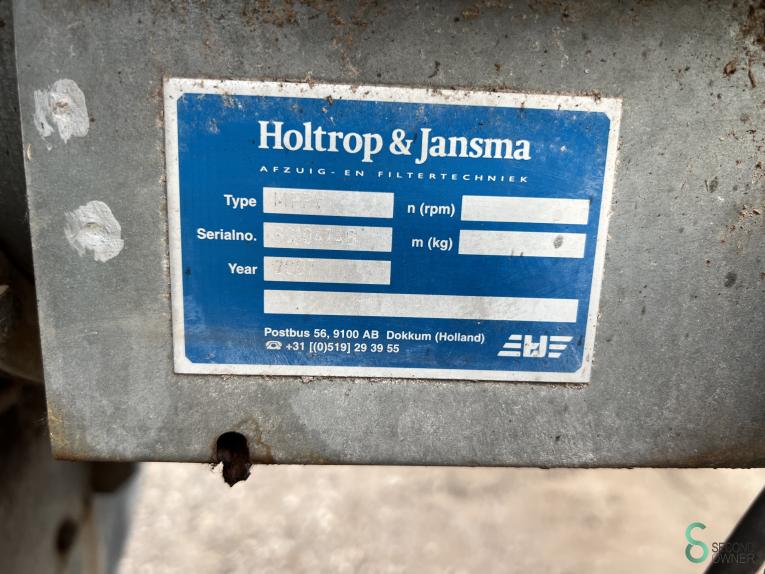 Holtrop & Jansma
AFZUIG- EN FILTERTECHNIEK
Type
n (rpm)
Serialno.
m (kg)
Year
Postbus 56, 9100 AB Dokkum (Holland)
☎ +31 [(0)519] 29 39 55
SECOND
OWNER